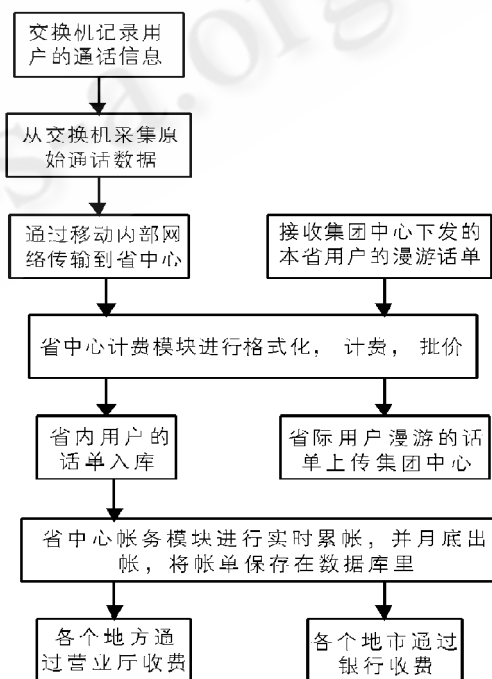 交换机记录用
户的通话信息
从交换机采集原
始通话数据
通过移动内部网
络传输到省中心
接收集团中心下发的
本省用户的漫游话单
省中心计费模块进行格式化， 计费， 批价
省内用户的
话单入库
省际用户漫游的话
单上传集团中心
省中心帐务模块进行实时累帐，并月底出
帐，将帐单保存在数据库里
各个地方通
过营业厅收费
各个地市通过
银行收费